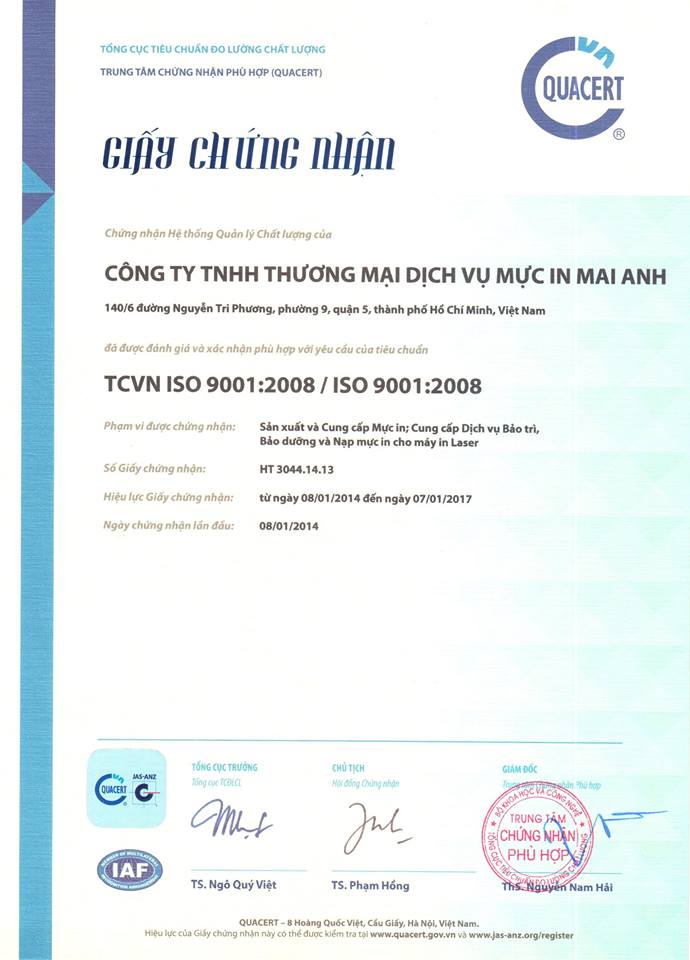 TỔNG CỤC TIÊU CHUẨN ĐO LƯỜNG CHẤT LƯỢNG
TRUNG TÂM CHỨNG NHẬN PHÙ HỢP (QUACERT)
VN
QUACERT
®
GIẤY CHỨNG NHẬN
Chứng nhận Hệ thống Quản lý Chất lượng của
CÔNG TY TNHH THƯƠNG MẠI DỊCH VỤ MỰC IN MAI ANH
140/6 đường Nguyễn Tri Phương, phường 9, quận 5, thành phố Hồ Chí Minh, Việt Nam
đã được đánh giá và xác nhận phù hợp với yêu cầu của tiêu chuẩn
TCVN ISO 9001:2008 / ISO 9001:2008
Phạm vi được chứng nhận: Sản xuất và Cung cấp Mực in; Cung cấp Dịch vụ Bảo trì,
Bảo dưỡng và Nạp mực in cho máy in Laser
Số Giấy chứng nhận: HT 3044.14.13
Hiệu lực Giấy chứng nhận: từ ngày 08/01/2014 đến ngày 07/01/2017
Ngày chứng nhận lần đầu: 08/01/2014
QUACERT JAS-ANZ
MEMBER OF MULTILATERAL
IAF
RECOGNITION ARRANGEMENT
TỔNG CỤC TRƯỞNG
Tổng cục TCĐLCL
TS. Ngô Quý Việt
CHỦ TỊCH
Hội đồng Chứng nhận
TS. Phạm Hồng
GIÁM ĐỐC
Trung tâm Chứng nhận Phù hợp
BỘ KHOA HỌC VÀ CÔNG NGHỆ
TRUNG TÂM
CHỨNG NHẬN
PHÙ HỢP
TỔNG CỤC TIÊU CHUẨN ĐO LƯỜNG CHẤT LƯỢNG
ThS. Nguyễn Nam Hải
QUACERT – 8 Hoàng Quốc Việt, Cầu Giấy, Hà Nội, Việt Nam.
Hiệu lực của Giấy chứng nhận này có thể được kiểm tra tại www.quacert.gov.vn và www.jas-anz.org/register